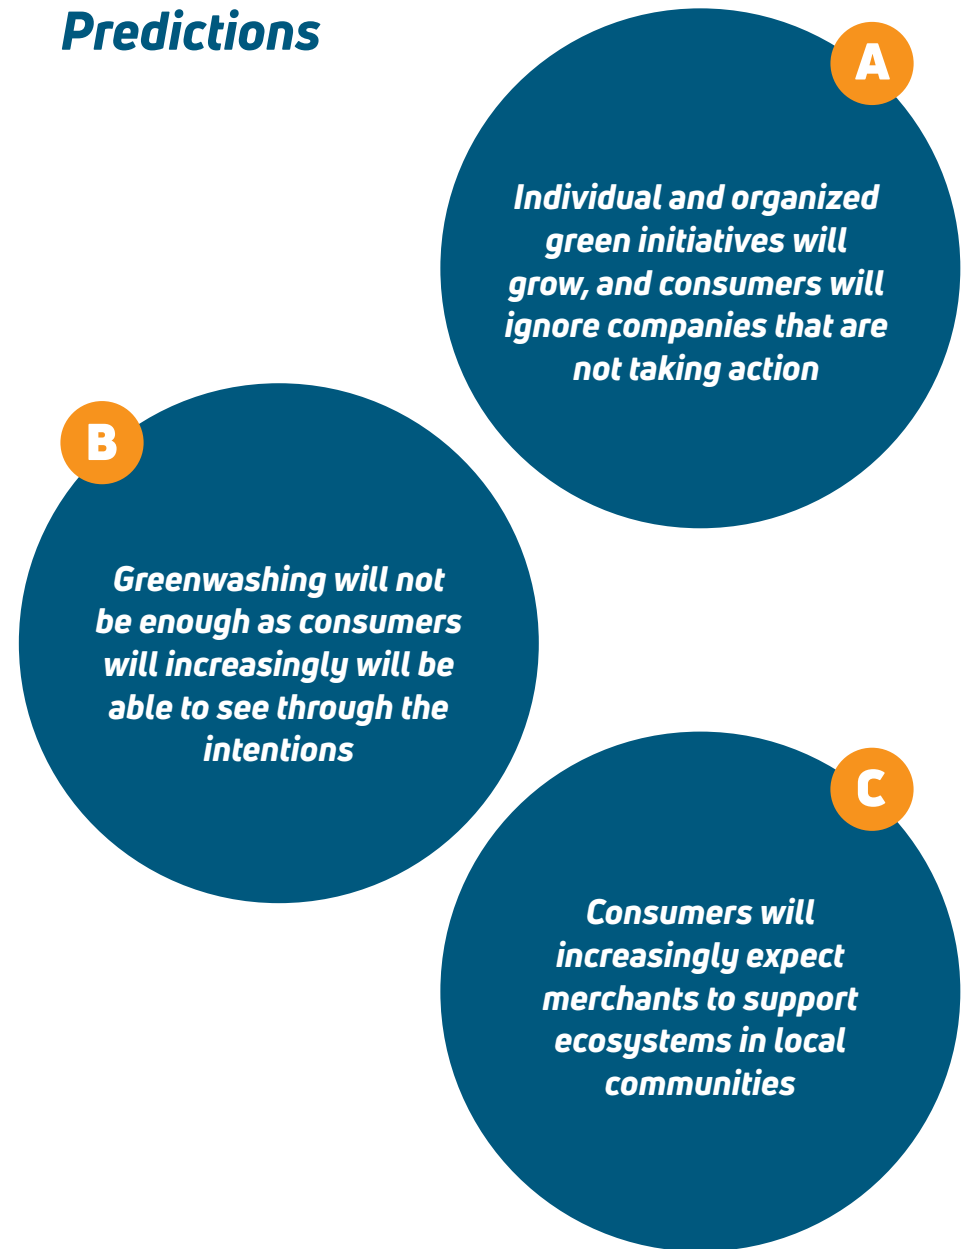 Predictions
A
Individual and organized
green initiatives will
grow, and consumers will
ignore companies that are
not taking action
B
Greenwashing will not
be enough as consumers
will increasingly will be
able to see through the
intentions
C
Consumers will
increasingly expect
merchants to support
ecosystems in local
communities